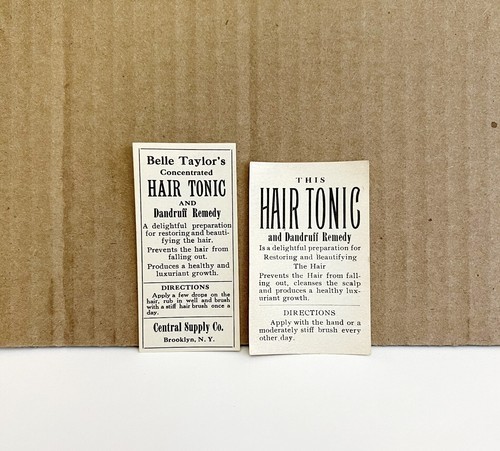 Belle Taylor's
Concentrated
HAIR TONIC
AND
Dandruff Remedy
A delightful preparation
for restoring and beauti-
fying the hair.
Prevents the hair from
falling out.
Produces a healthy and
luxuriant growth.
DIRECTIONS
Apply a few drops on the
hair, rub in well and brush
with a stiff hair brush once a
day.
Central Supply Co.
Brooklyn, N. Y.
THIS
HAIR TONIC
and Dandruff Remedy
Is a delightful preparation for
Restoring and Beautifying
The Hair
Prevents the Hair from fall-
ing out, cleanses the scalp
and produces a healthy lux-
uriant growth.
DIRECTIONS
Apply with the hand or a
moderately stiff brush every
other day.